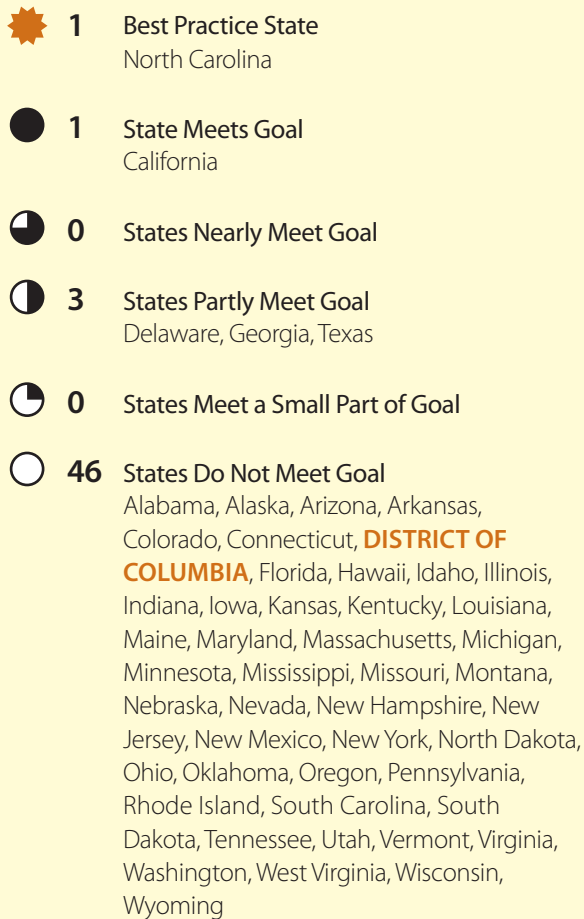 1 Best Practice State
North Carolina
1 State Meets Goal
California
0 States Nearly Meet Goal
3 States Partly Meet Goal
Delaware, Georgia, Texas
0 States Meet a Small Part of Goal
46 States Do Not Meet Goal
Alabama, Alaska, Arizona, Arkansas,
Colorado, Connecticut, DISTRICT OF
COLUMBIA, Florida, Hawaii, Idaho, Illinois,
Indiana, Iowa, Kansas, Kentucky, Louisiana,
Maine, Maryland, Massachusetts, Michigan,
Minnesota, Mississippi, Missouri, Montana,
Nebraska, Nevada, New Hampshire, New
Jersey, New Mexico, New York, North Dakota,
Ohio, Oklahoma, Oregon, Pennsylvania,
Rhode Island, South Carolina, South
Dakota, Tennessee, Utah, Vermont, Virginia,
Washington, West Virginia, Wisconsin,
Wyoming